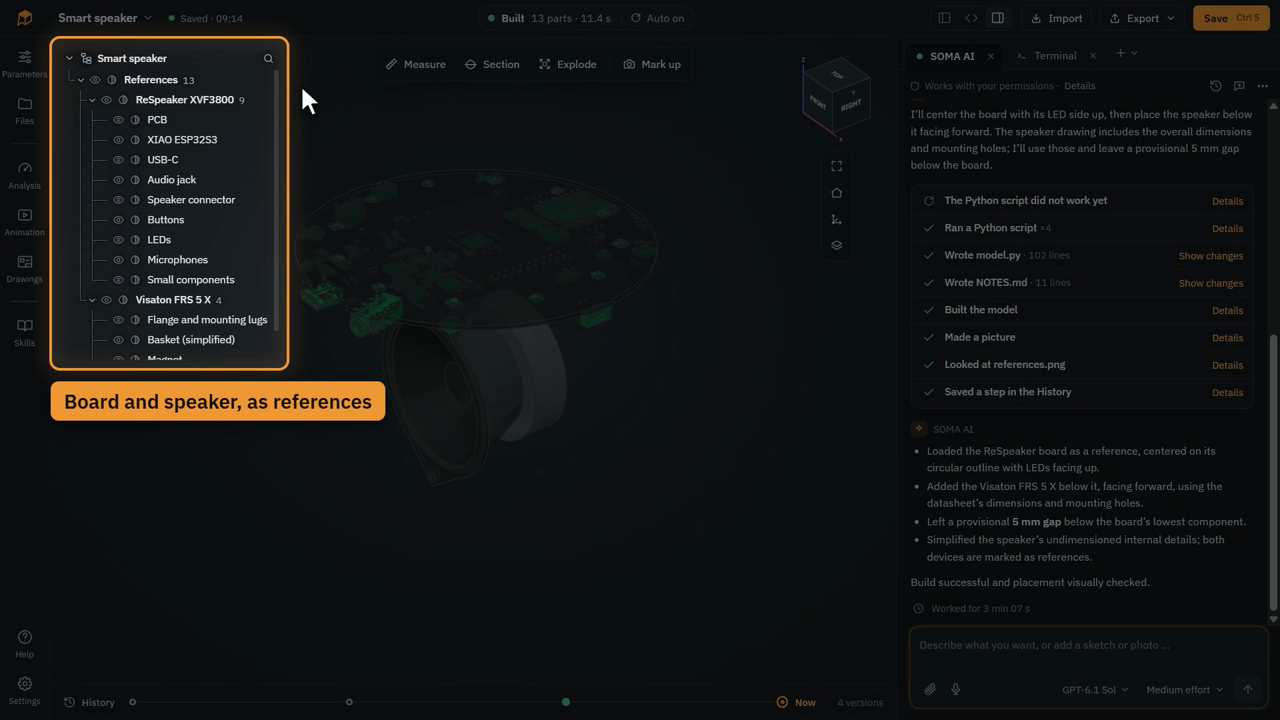 Smart speaker
Saved · 09:14
Built 13 parts · 11.4 s
Auto on
Import
Export
Save Ctrl S
Parameters
Files
Analysis
Animation
Drawings
Skills
Help
Settings
Smart speaker
References 13
ReSpeaker XVF3800 9
PCB
XIAO ESP32S3
USB-C
Audio jack
Speaker connector
Buttons
LEDs
Microphones
Small components
Visaton FRS 5 X 4
Flange and mounting lugs
Basket (simplified)
Magnet
Board and speaker, as references
Measure
Section
Explode
Mark up
Z
TOP
FRONT
RIGHT
Y
X
SOMA AI
Terminal
Works with your permissions · Details
I'll center the board with its LED side up, then place the speaker below
it facing forward. The speaker drawing includes the overall dimensions
and mounting holes; I'll use those and leave a provisional 5 mm gap
below the board.
The Python script did not work yet Details
Ran a Python script ×4 Details
Wrote model.py · 102 lines Show changes
Wrote NOTES.md · 11 lines Show changes
Built the model Details
Made a picture Details
Looked at references.png Details
Saved a step in the History Details
SOMA AI
• Loaded the ReSpeaker board as a reference, centered on its
circular outline with LEDs facing up.
• Added the Visaton FRS 5 X below it, facing forward, using the
datasheet's dimensions and mounting holes.
• Left a provisional 5 mm gap below the board's lowest component.
• Simplified the speaker's undimensioned internal details; both
devices are marked as references.
Build successful and placement visually checked.
Worked for 3 min 07 s
Describe what you want, or add a sketch or photo ...
GPT-6.1 Sol
Medium effort
History
Now
4 versions